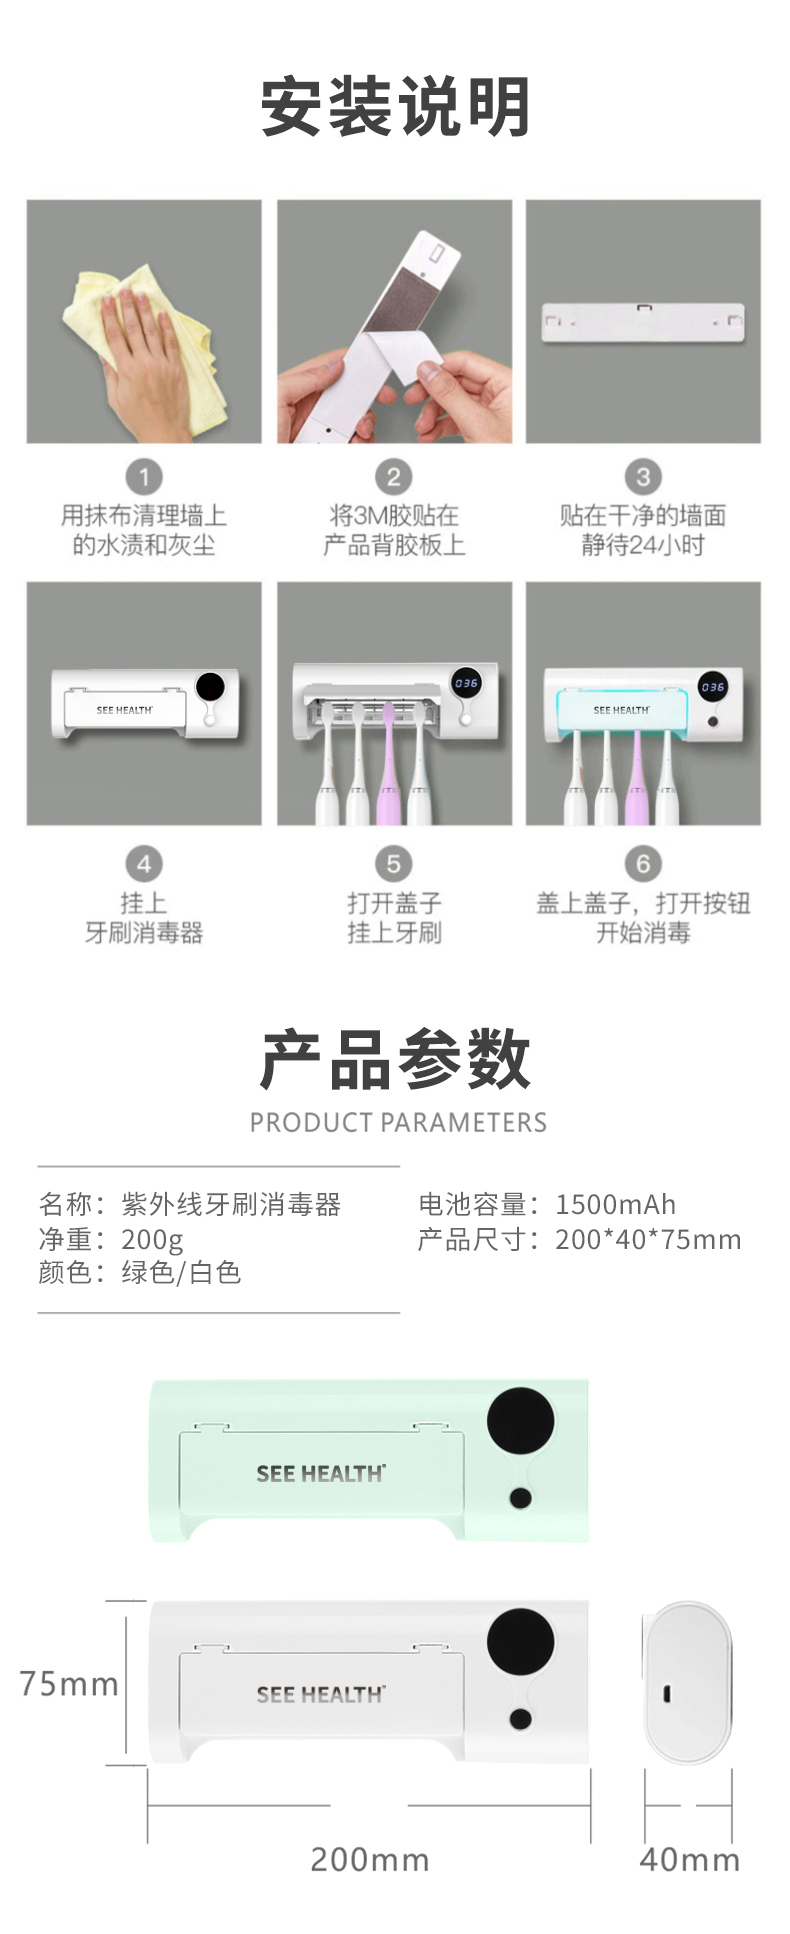 安装说明
1
2
3
用抹布清理墙上
的水渍和灰尘
将3M胶贴在
产品背胶板上
贴在干净的墙面
静待24小时
SEE HEALTH
036
036
SEE HEALTH
4
5
6
挂上
牙刷消毒器
打开盖子
挂上牙刷
盖上盖子，打开按钮
开始消毒
产品参数
PRODUCT PARAMETERS
名称：紫外线牙刷消毒器
净重：200g
颜色：绿色/白色
电池容量：1500mAh
产品尺寸：200*40*75mm
SEE HEALTH
75mm
SEE HEALTH
200mm
40mm